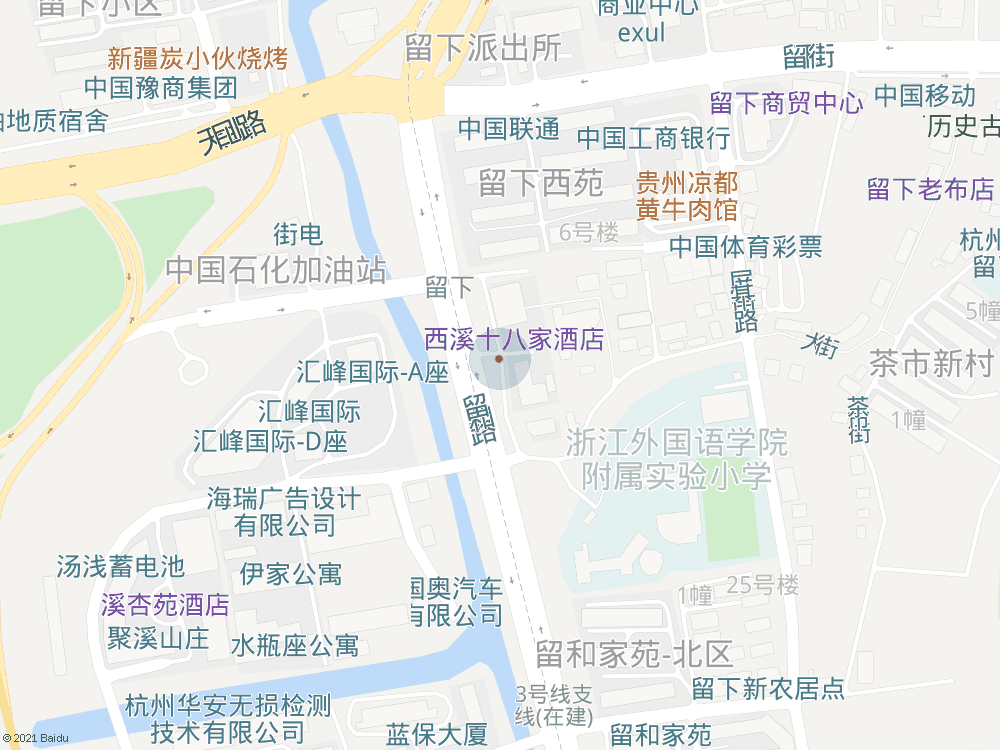 留下小区
商业中心
exul
留下派出所
留街
新疆炭小伙烧烤
中国豫商集团
天目山路
留下商贸中心
中国移动
历史古
油地质宿舍
中国联通
中国工商银行
留下西苑
贵州凉都
黄牛肉馆
留下老布店
6号楼
街电
中国体育彩票
杭州
留下
中国石化加油站
留下
屏基路
5幢
西溪十八家酒店
大街
茶市新村
汇峰国际-A座
汇峰国际
留和路
茶市街
1幢
汇峰国际-D座
浙江外国语学院
附属实验小学
海瑞广告设计
有限公司
汤浅蓄电池
伊家公寓
国奥汽车
有限公司
25号楼
1幢
溪杏苑酒店
聚溪山庄
水瓶座公寓
留和家苑-北区
3号线支
线(在建)
留下新农居点
杭州华安无损检测
技术有限公司
蓝保大厦
留和家苑
© 2021 Baidu